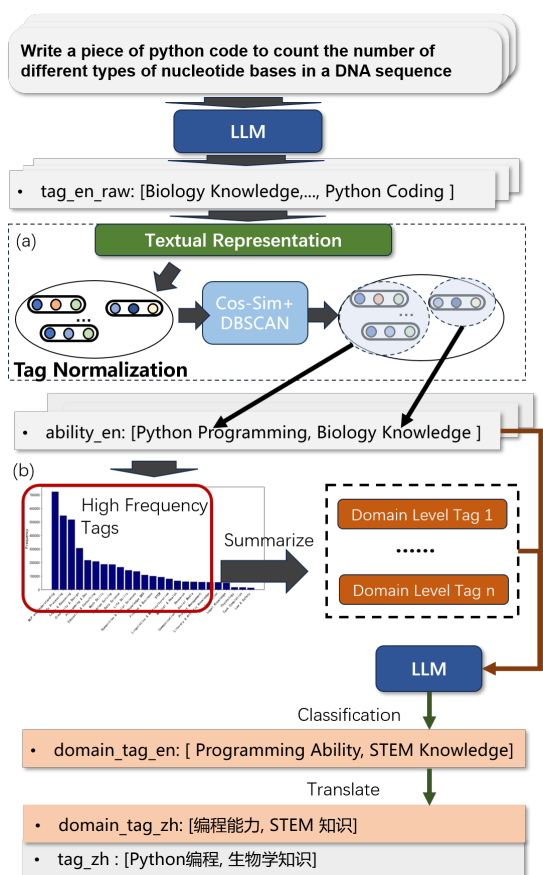 Write a piece of python code to count the number of
different types of nucleotide bases in a DNA sequence
LLM
• tag_en_raw: [Biology Knowledge,..., Python Coding ]
(a)
Textual Representation
...
Cos-Sim+
DBSCAN
...
Tag Normalization
• ability_en: [Python Programming, Biology Knowledge ]
(b)
High Frequency
Tags
Summarize
Domain Level Tag 1
......
Domain Level Tag n
LLM
Classification
• domain_tag_en: [ Programming Ability, STEM Knowledge]
Translate
• domain_tag_zh: [编程能力, STEM 知识]
• tag_zh : [Python编程, 生物学知识]